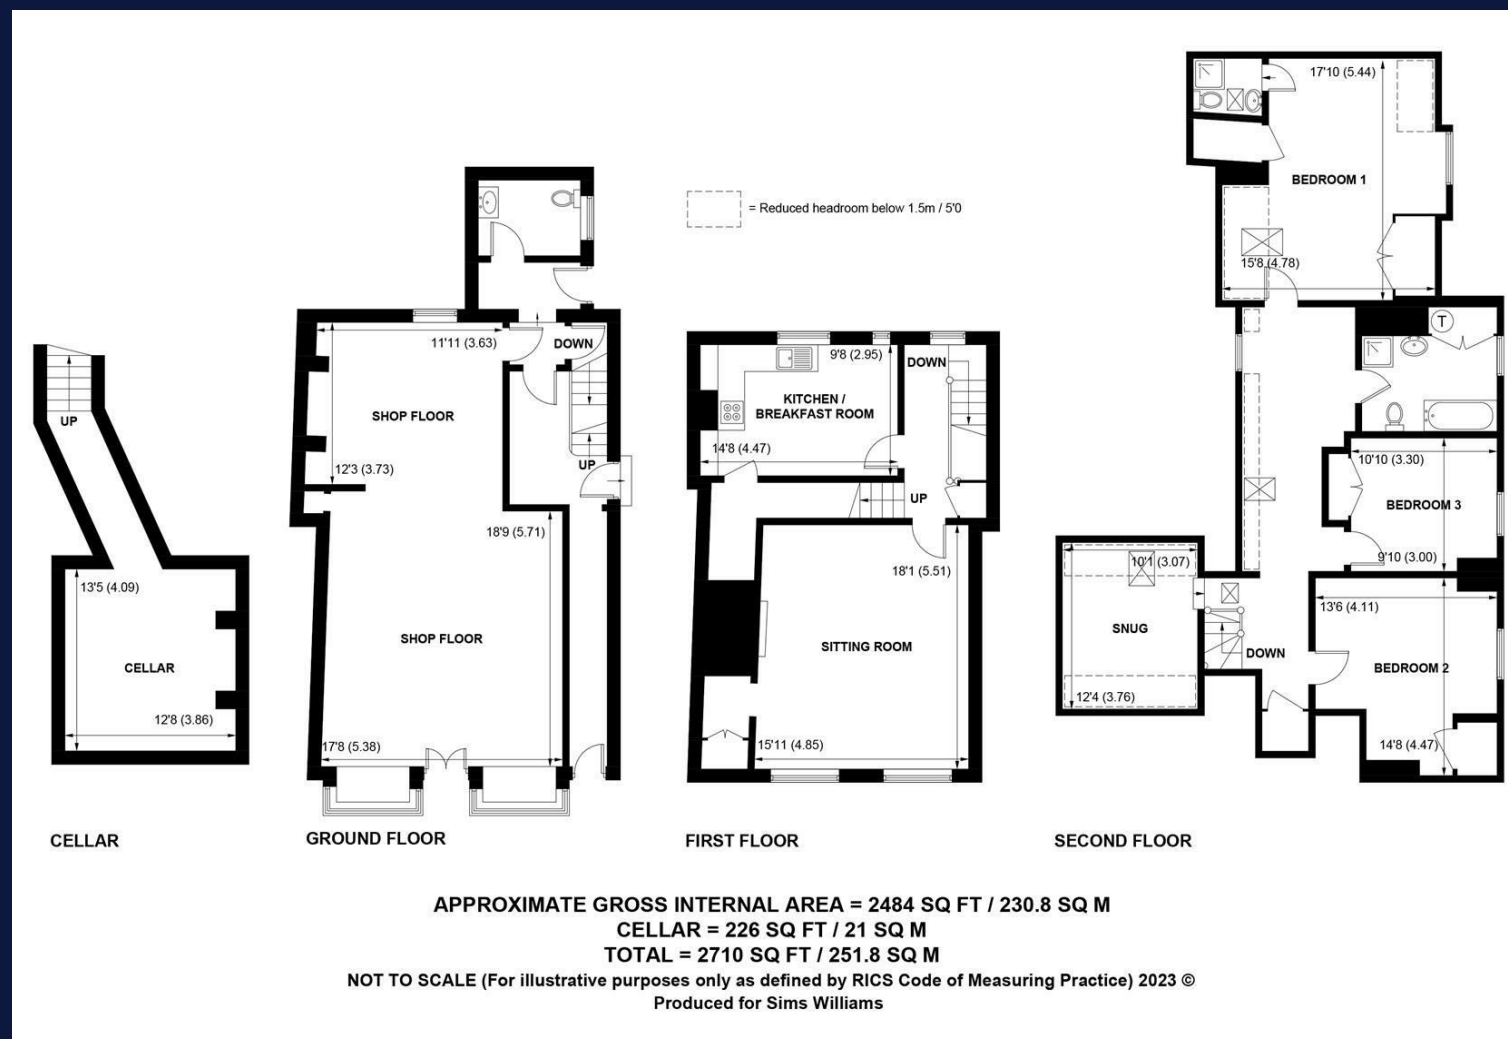 UP
13'5 (4.09)
CELLAR
12'8 (3.86)
CELLAR
11'11 (3.63)
DOWN
SHOP FLOOR
12'3 (3.73)
UP
18'9 (5.71)
SHOP FLOOR
17'8 (5.38)
GROUND FLOOR
= Reduced headroom below 1.5m / 5'0
9'8 (2.95)
DOWN
KITCHEN /
BREAKFAST ROOM
14'8 (4.47)
UP
18'1 (5.51)
SITTING ROOM
15'11 (4.85)
FIRST FLOOR
17'10 (5.44)
BEDROOM 1
15'8 (4.78)
T
10'10 (3.30)
BEDROOM 3
9'10 (3.00)
10'1 (3.07)
SNUG
12'4 (3.76)
DOWN
13'6 (4.11)
BEDROOM 2
14'8 (4.47)
SECOND FLOOR
APPROXIMATE GROSS INTERNAL AREA = 2484 SQ FT / 230.8 SQ M
CELLAR = 226 SQ FT / 21 SQ M
TOTAL = 2710 SQ FT / 251.8 SQ M
NOT TO SCALE (For illustrative purposes only as defined by RICS Code of Measuring Practice) 2023 ©
Produced for Sims Williams